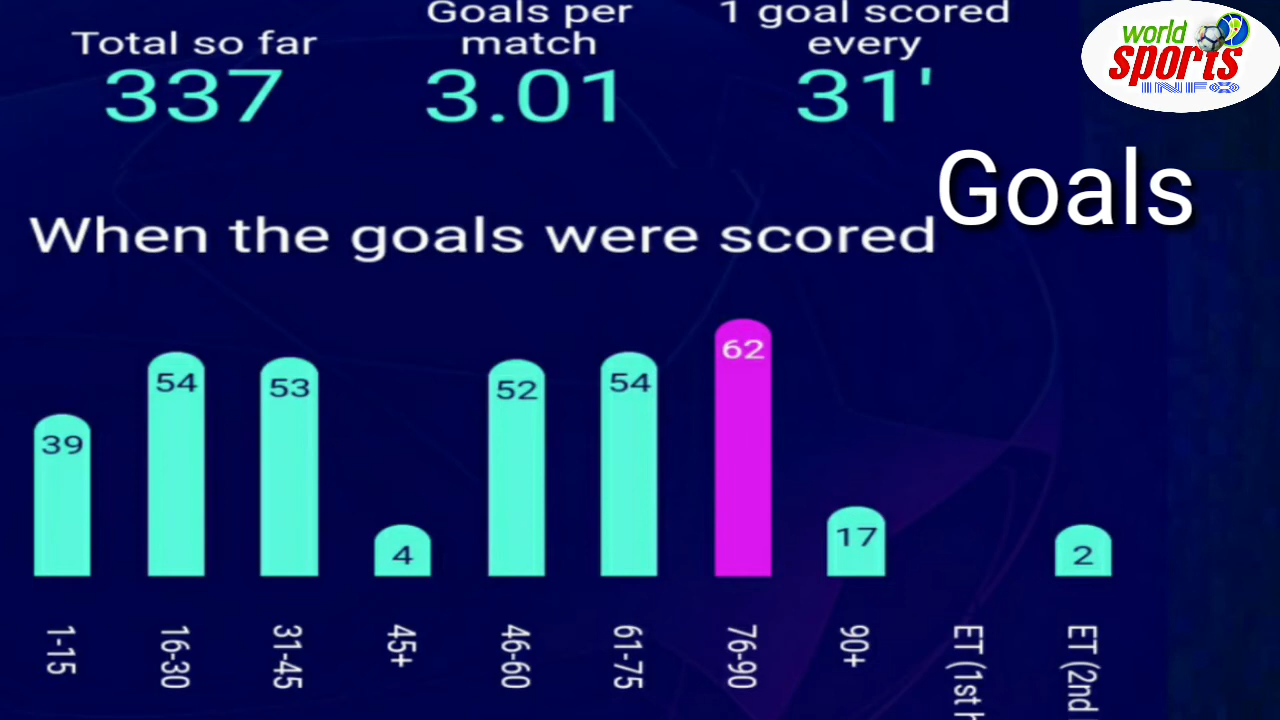 Total so far
337
Goals per
match
3.01
1 goal scored
every
31'
world
sports
INFO
Goals
When the goals were scored
39
54
53
4
52
54
62
17
2
1-15
16-30
31-45
45+
46-60
61-75
76-90
90+
ET (1st
ET (2nd